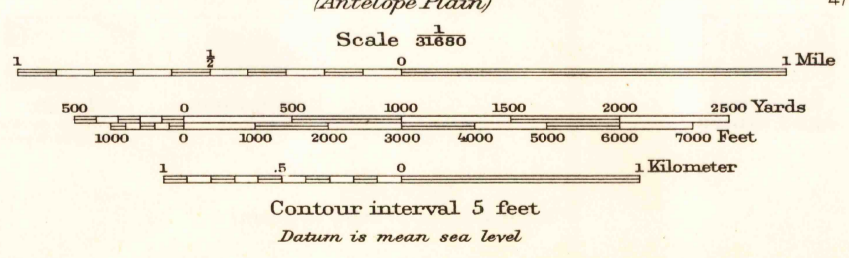 (Antelope Plain)
47
Scale 1/31680
1 1/2 0 1 Mile
500 0 500 1000 1500 2000 2500 Yards
1000 0 1000 2000 3000 4000 5000 6000 7000 Feet
1 .5 0 1 Kilometer
Contour interval 5 feet
Datum is mean sea level